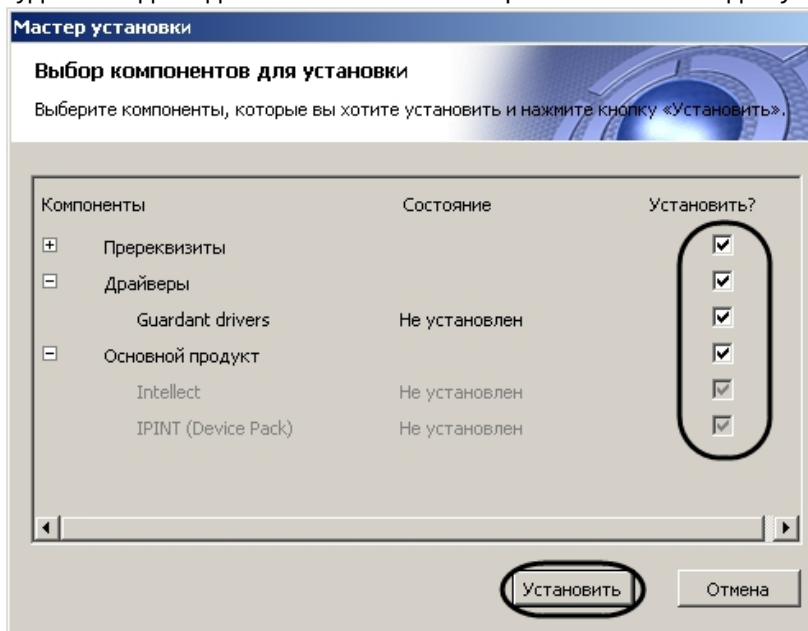 Мастер установки
Выбор компонентов для установки
Выберите компоненты, которые вы хотите установить и нажмите кнопку «Установить».
Компоненты Состояние Установить?
Пререквизиты
Драйверы
Guardant drivers Не установлен
Основной продукт
Intellect Не установлен
IPINT (Device Pack) Не установлен
Установить Отмена